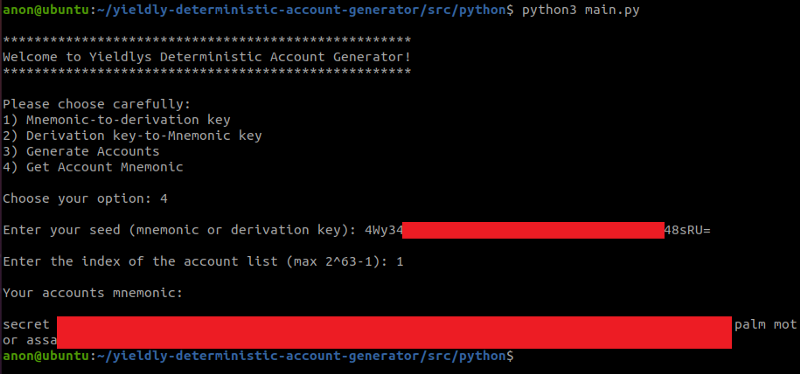 anon@ubuntu:~/yieldly-deterministic-account-generator/src/python$ python3 main.py
****************************************************
Welcome to Yieldlys Deterministic Account Generator!
****************************************************
Please choose carefully:
1) Mnemonic-to-derivation key
2) Derivation key-to-Mnemonic key
3) Generate Accounts
4) Get Account Mnemonic
Choose your option: 4
Enter your seed (mnemonic or derivation key): 4Wy34 48sRU=
Enter the index of the account list (max 2^63-1): 1
Your accounts mnemonic:
secret palm mot
or assa
anon@ubuntu:~/yieldly-deterministic-account-generator/src/python$